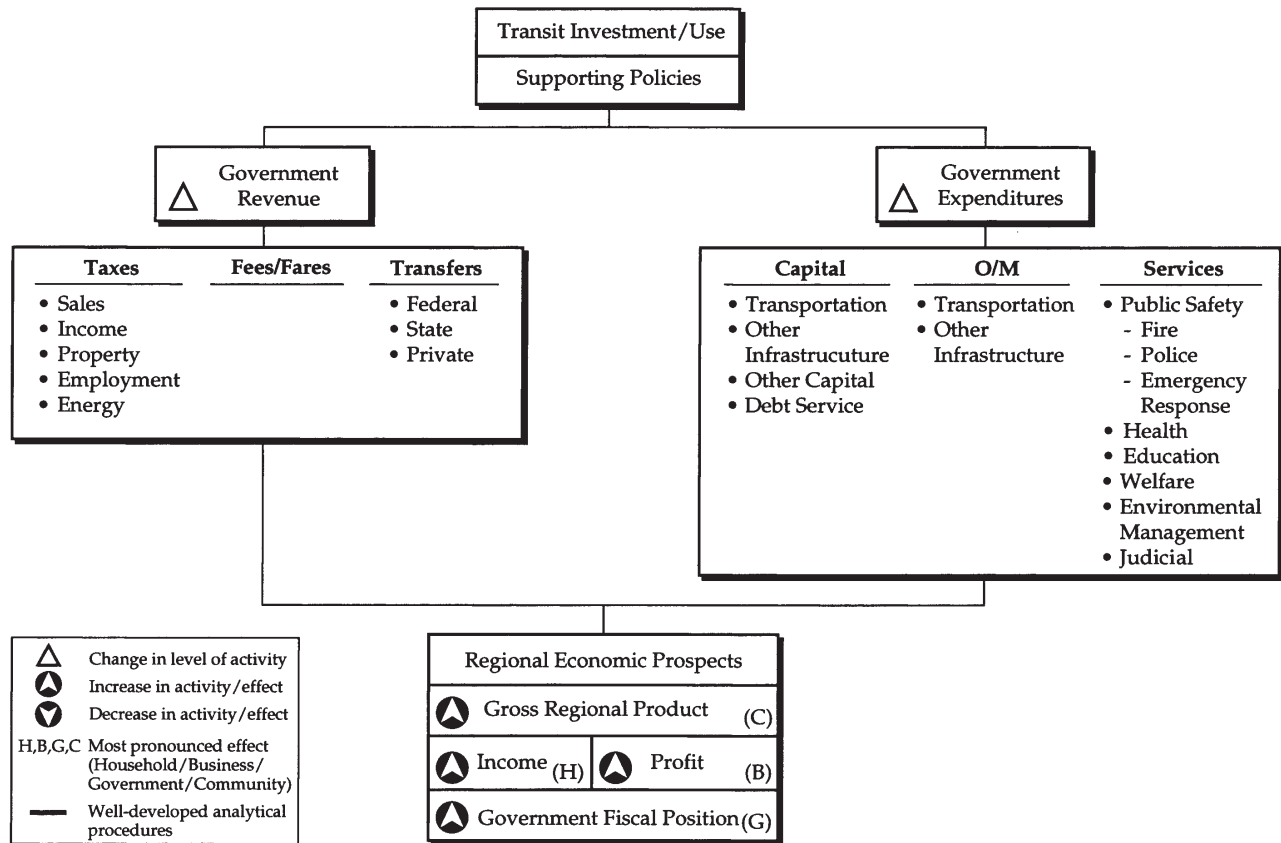 Transit Investment/Use
Supporting Policies
Government
Revenue
Government
Expenditures
Taxes
• Sales
• Income
• Property
• Employment
• Energy
Fees/Fares
Transfers
• Federal
• State
• Private
Capital
• Transportation
• Other
Infrastrucuture
• Other Capital
• Debt Service
O/M
• Transportation
• Other
Infrastructure
Services
• Public Safety
- Fire
- Police
- Emergency
Response
• Health
• Education
• Welfare
• Environmental
Management
• Judicial
Change in level of activity
Increase in activity/effect
Decrease in activity/effect
H,B,G,C Most pronounced effect
(Household/Business/
Government/Community)
Well-developed analytical
procedures
Regional Economic Prospects
Gross Regional Product (C)
Income (H)
Profit (B)
Government Fiscal Position (G)